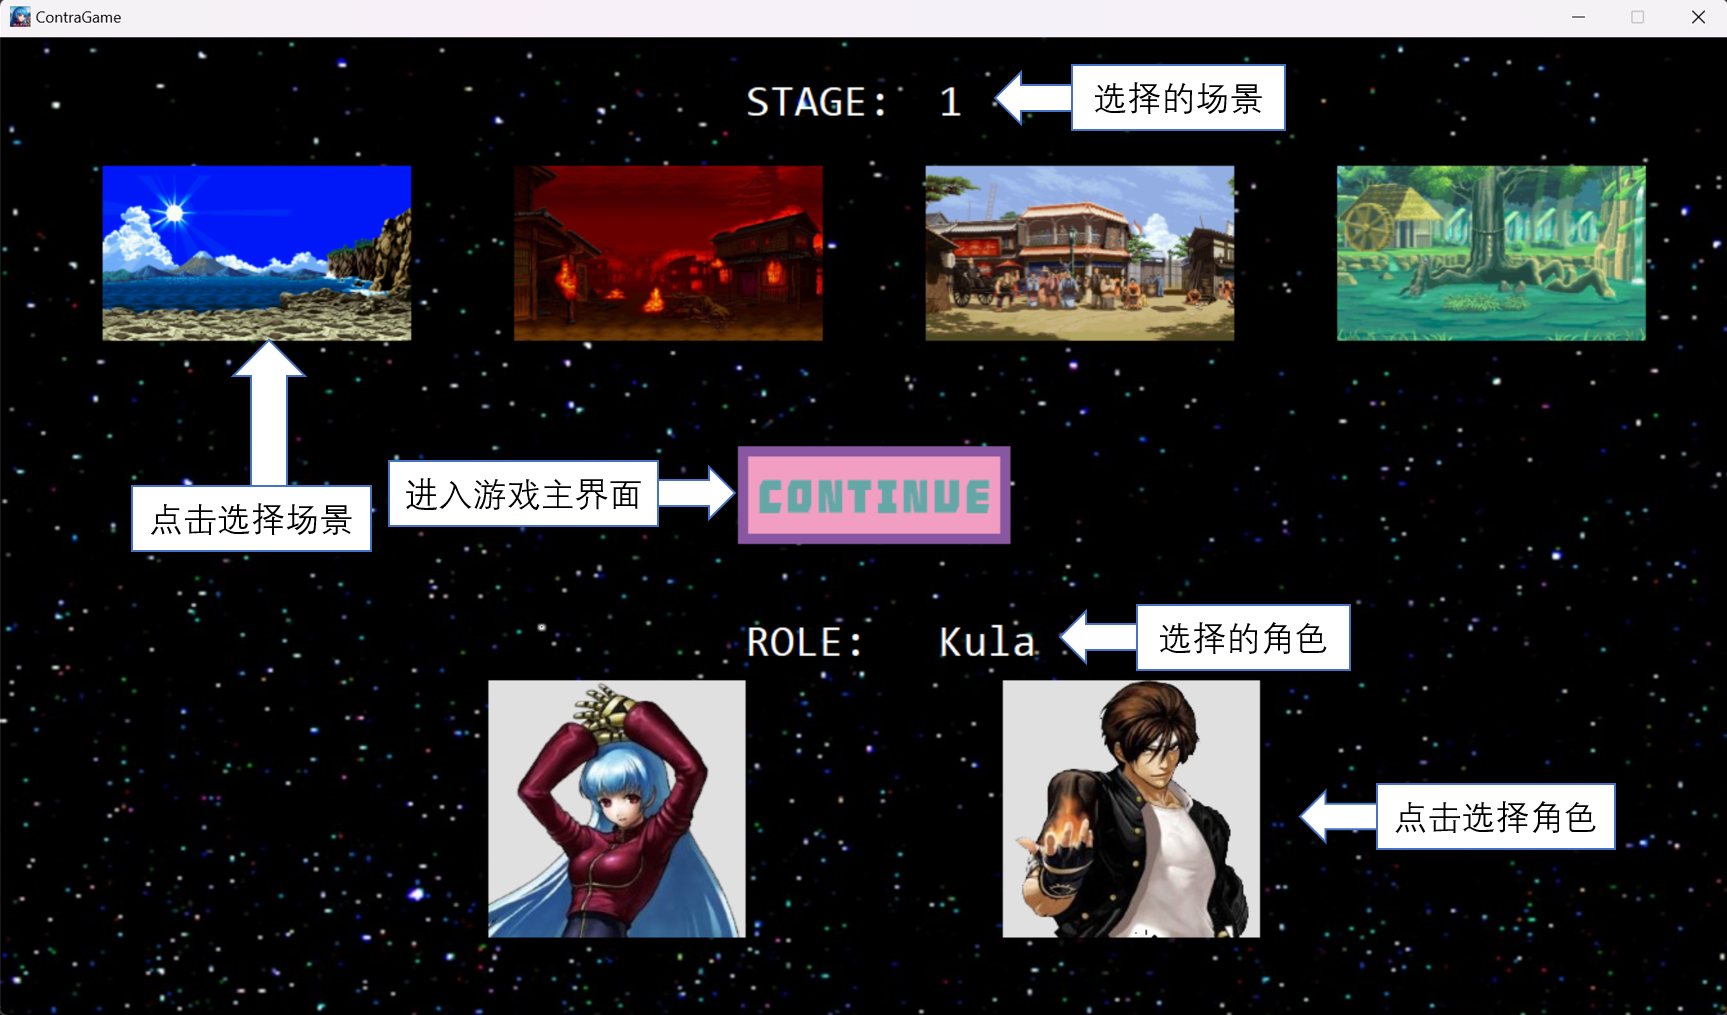 ContraGame
STAGE: 1
选择的场景
点击选择场景
进入游戏主界面
CONTINUE
ROLE: Kula
选择的角色
点击选择角色